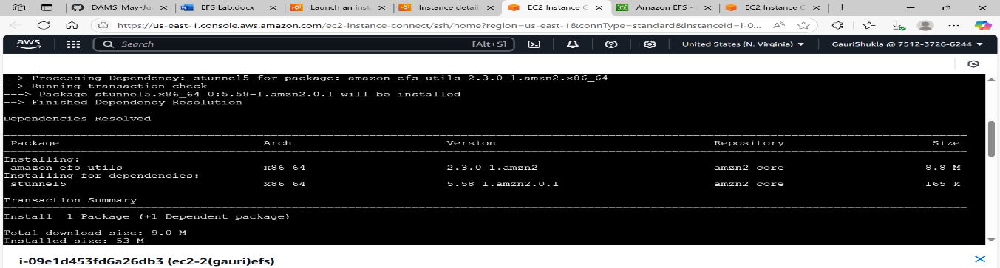 DAMS_May-Ju
EFS Lab.docx
Launch an inst
Instance detail
EC2 Instance C
Amazon EFS -
EC2 Instance C
https://us-east-1.console.aws.amazon.com/ec2-instance-connect/ssh/home?region=us-east-1&connType=standard&instanceId=i-0...
aws
Search
[Alt+S]
United States (N. Virginia)
GauriShukla @ 7512-3726-6244
--> Processing Dependency: stunnel5 for package: amazon-efs-utils-2.3.0-1.amzn2.x86_64
--> Running transaction check
---> Package stunnel5.x86_64 0:5.58-1.amzn2.0.1 will be installed
--> Finished Dependency Resolution
Dependencies Resolved
Package Arch Version Repository Size
Installing:
amazon efs utils x86 64 2.3.0 1.amzn2 amzn2 core 8.8 M
Installing for dependencies:
stunnel5 x86 64 5.58 1.amzn2.0.1 amzn2 core 165 k
Transaction Summary
Install 1 Package (+1 Dependent package)
Total download size: 9.0 M
Installed size: 53 M
i-09e1d453fd6a26db3 (ec2-2(gauri)efs)